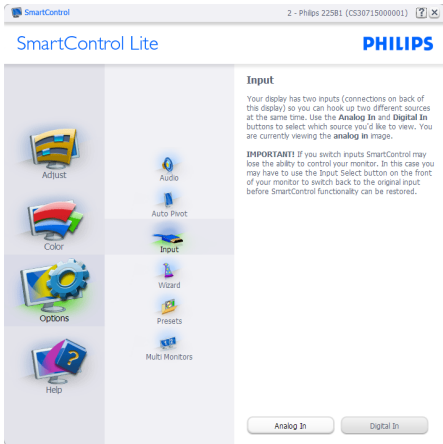 SmartControl
2 - Philips 225B1 (CS30715000001)
SmartControl Lite
PHILIPS
Adjust
Color
Options
Help
Audio
Auto Pivot
Input
Wizard
Presets
Multi Monitors
Input
Your display has two inputs (connections on back of
this display) so you can hook up two different sources
at the same time. Use the Analog In and Digital In
buttons to select which source you'd like to view. You
are currently viewing the analog in image.
IMPORTANT! If you switch inputs SmartControl may
lose the ability to control your monitor. In this case you
may have to use the Input Select button on the front
of your monitor to switch back to the original input
before SmartControl functionality can be restored.
Analog In
Digital In